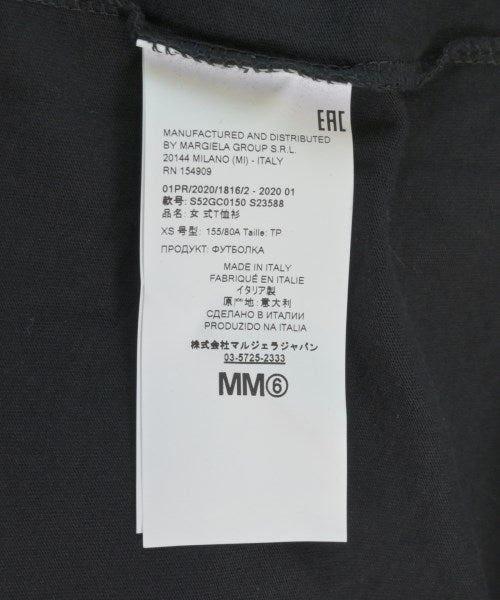 EAC
MANUFACTURED AND DISTRIBUTED
BY MARGIELA GROUP S.R.L.
20144 MILANO (MI) - ITALY
RN 154909
01PR/2020/1816/2 - 2020 01
款号: S52GC0150 S23588
品名: 女 式T恤衫
XS 号型: 155/80A Taille: TP
ПРОДУКТ: ФУТБОЛКА
MADE IN ITALY
FABRIQUÉ EN ITALIE
イタリア製
原产地: 意大利
СДЕЛАНО В ИТАЛИИ
PRODUZIDO NA ITALIA
株式会社マルジェラジャパン
03-5725-2333
MM⑥